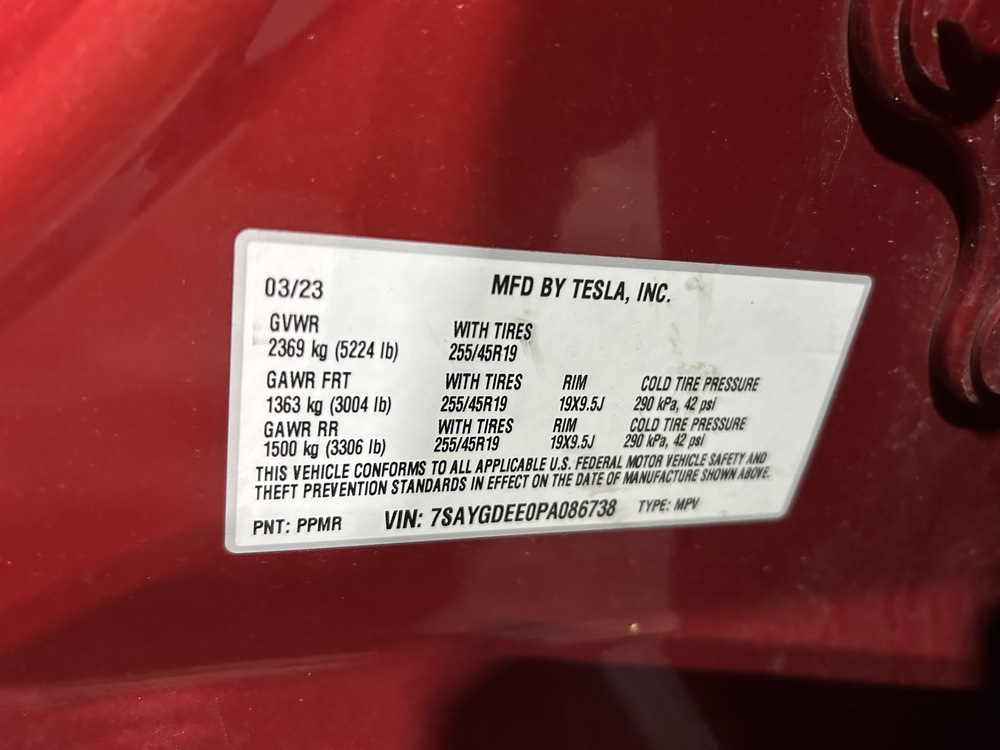 03/23 MFD BY TESLA, INC.
GVWR WITH TIRES
2369 kg (5224 lb) 255/45R19
GAWR FRT WITH TIRES RIM COLD TIRE PRESSURE
1363 kg (3004 lb) 255/45R19 19X9.5J 290 kPa, 42 psi
GAWR RR WITH TIRES RIM COLD TIRE PRESSURE
1500 kg (3306 lb) 255/45R19 19X9.5J 290 kPa, 42 psi
THIS VEHICLE CONFORMS TO ALL APPLICABLE U.S. FEDERAL MOTOR VEHICLE SAFETY AND
THEFT PREVENTION STANDARDS IN EFFECT ON THE DATE OF MANUFACTURE SHOWN ABOVE.
PNT: PPMR VIN: 7SAYGDEE0PA086738 TYPE: MPV